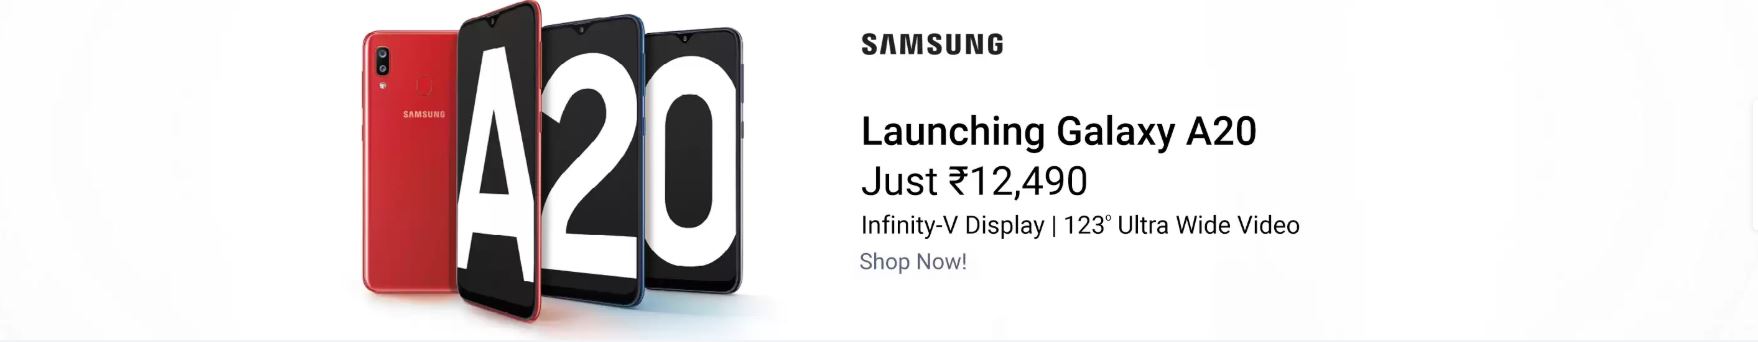 SAMSUNG
A20
SAMSUNG
Launching Galaxy A20
Just ₹12,490
Infinity-V Display | 123° Ultra Wide Video
Shop Now!